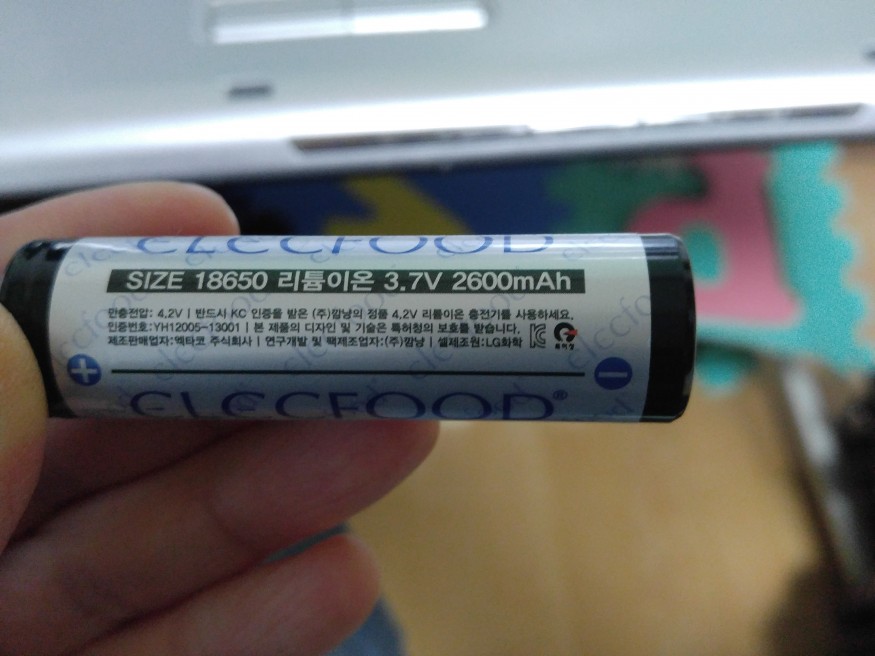 ELECFOOD
SIZE 18650 리튬이온 3.7V 2600mAh
만충전압: 4.2V | 반드시 KC 인증을 받은 (주)깜냥의 정품 4.2V 리튬이온 충전기를 사용하세요.
인증번호:YH12005-13001 | 본 제품의 디자인 및 기술은 특허청의 보호를 받습니다.
제조판매업자:엑타코 주식회사 | 연구개발 및 팩제조업자:(주)깜냥 | 셀제조원:LG화학
+ −
ELECFOOD®